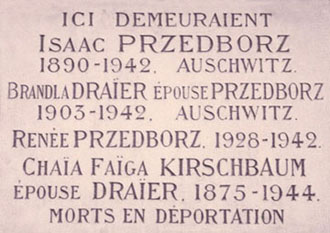 ICI DEMEURAIENT
ISAAC PRZEDBORZ
1890-1942. AUSCHWITZ.
BRANDLA DRAÏER ÉPOUSE PRZEDBORZ
1903-1942. AUSCHWITZ.
RENÉE PRZEDBORZ. 1928-1942.
CHAÏA FAÏGA KIRSCHBAUM
ÉPOUSE DRAÏER. 1875-1944.
MORTS EN DÉPORTATION